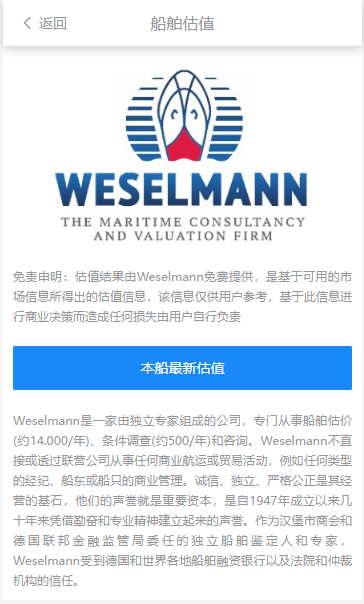 返回
船舶估值
WESELMANN
THE MARITIME CONSULTANCY
AND VALUATION FIRM
免责申明：估值结果由Weselmann免费提供，是基于可用的市
场信息所得出的估值信息，该信息仅供用户参考，基于此信息进
行商业决策而造成任何损失由用户自行负责
本船最新估值
Weselmann是一家由独立专家组成的公司，专门从事船舶估价
(约14.000/年)、条件调查(约500/年)和咨询。Weselmann不直
接或透过联营公司从事任何商业航运或贸易活动，例如任何类型
的经纪、船东或船只的商业管理。诚信、独立、严格公正是其经
营的基石，他们的声誉就是重要资本，是自1947年成立以来几
十年来凭借勤奋和专业精神建立起来的声誉。作为汉堡市商会和
德国联邦金融监管局委任的独立船舶鉴定人和专家，
Weselmann受到德国和世界各地船舶融资银行以及法院和仲裁
机构的信任。